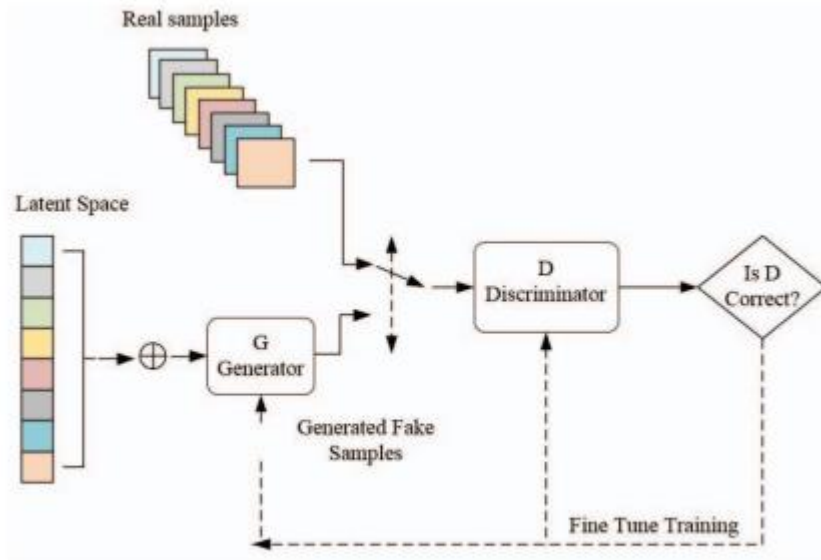 Real samples
Latent Space
D
Discriminator
Is D
Correct?
G
Generator
Generated Fake
Samples
Fine Tune Training